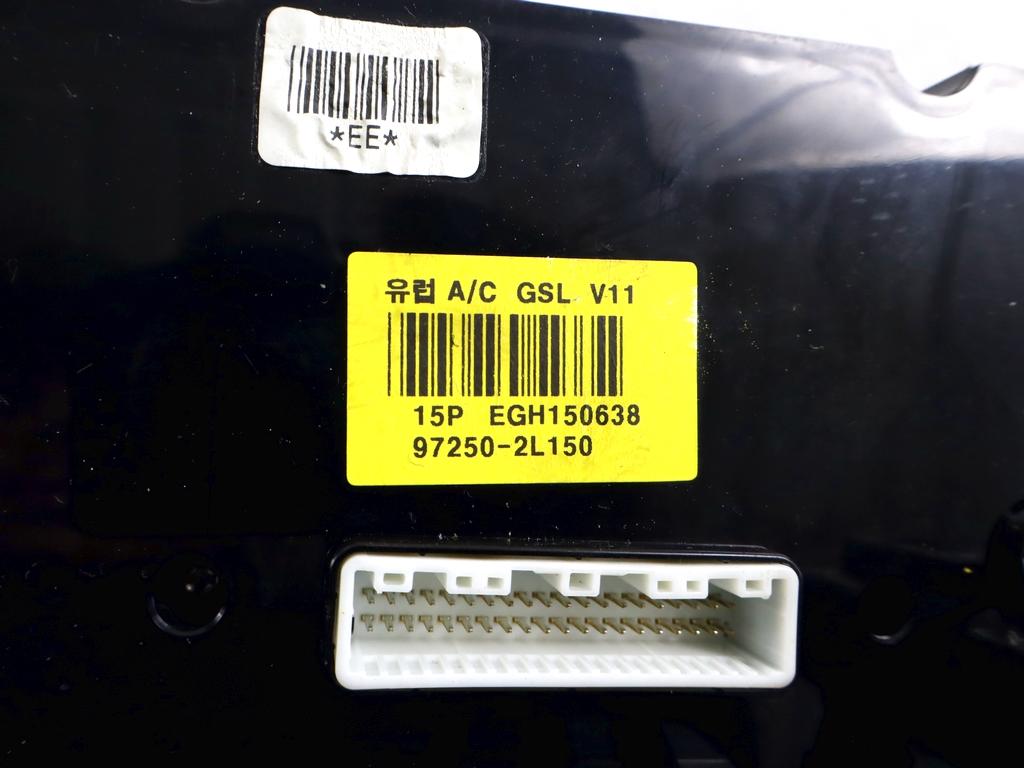 *EE*
유럽 A/C GSL V11
15P EGH150638
97250-2L150